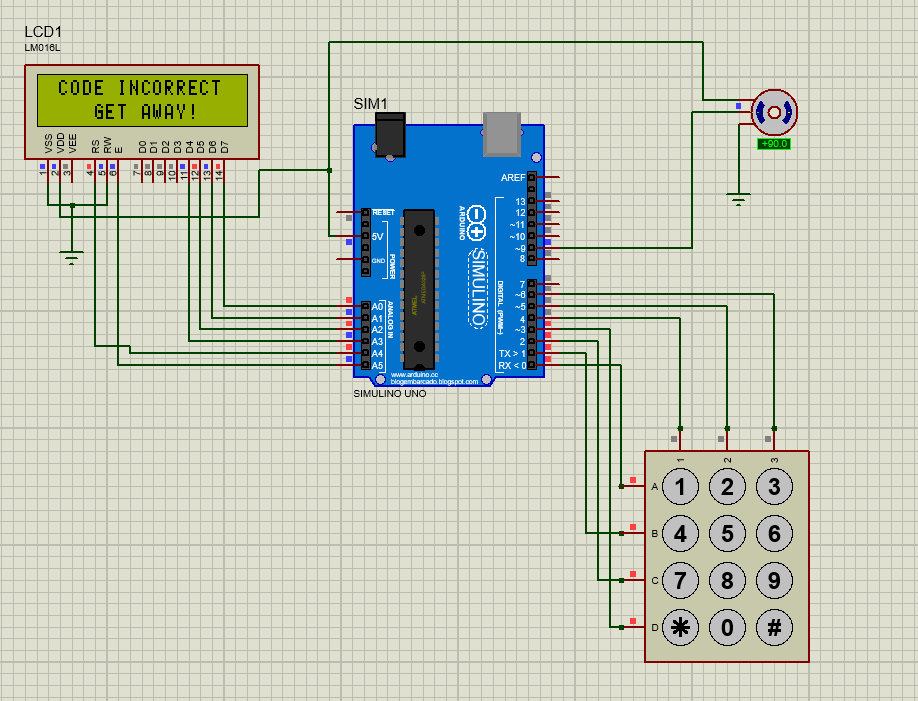 LCD1
LM016L
CODE INCORRECT
GET AWAY!
VSS
VDD
VEE
RS
RW
E
D0
D1
D2
D3
D4
D5
D6
D7
1
2
3
4
5
6
7
8
9
10
11
12
13
14
SIM1
RESET
5V
GND
POWER
A0
A1
A2
A3
A4
A5
ANALOG IN
ATMEL
ARDUINO
SIMULINO
AREF
13
12
~11
~10
~9
8
7
~6
~5
4
~3
2
TX > 1
RX < 0
DIGITAL (PWM~)
www.arduino.cc
blogembarcado.blogspot.com
SIMULINO UNO
+90.0
1
2
3
A
1 2 3
B
4 5 6
C
7 8 9
D
* 0 #